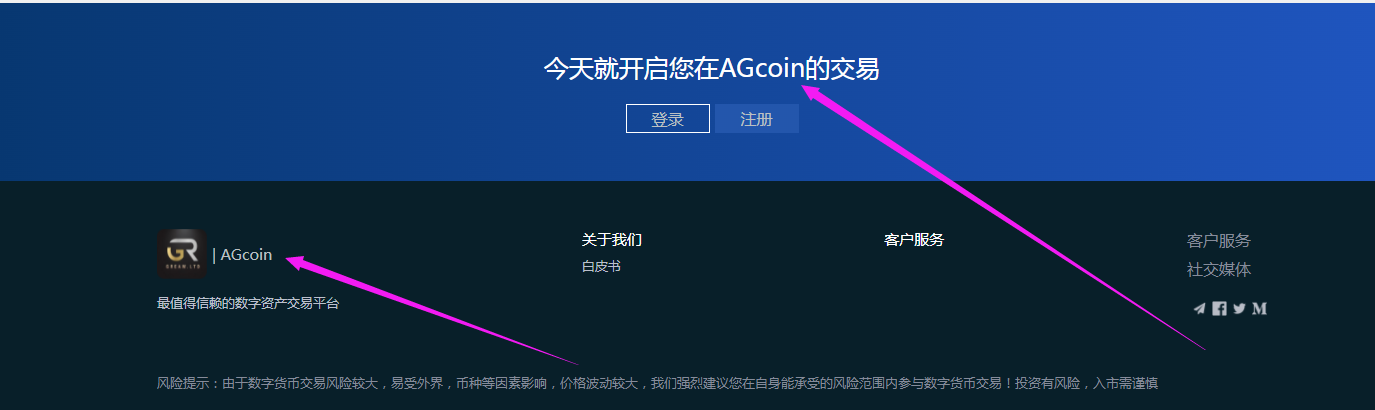 今天就开启您在AGcoin的交易
登录 注册
GR
GREAM LTD
| AGcoin
最值得信赖的数字资产交易平台
关于我们
白皮书
客户服务
客户服务
社交媒体
风险提示：由于数字货币交易风险较大，易受外界，币种等因素影响，价格波动较大，我们强烈建议您在自身能承受的风险范围内参与数字货币交易！投资有风险，入市需谨慎